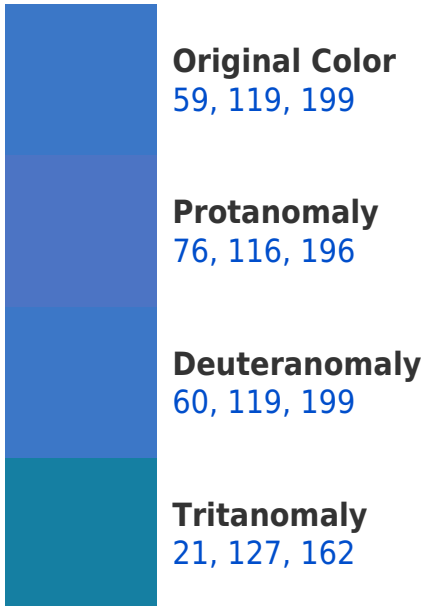 Original Color
59, 119, 199
Protanomaly
76, 116, 196
Deuteranomaly
60, 119, 199
Tritanomaly
21, 127, 162